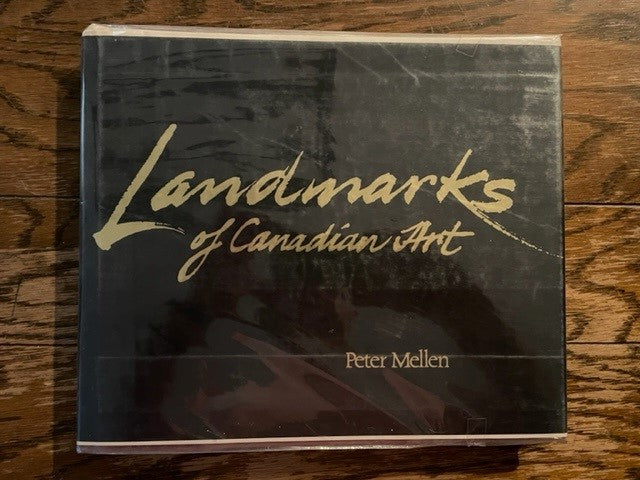 Landmarks
of Canadian Art
Peter Mellen